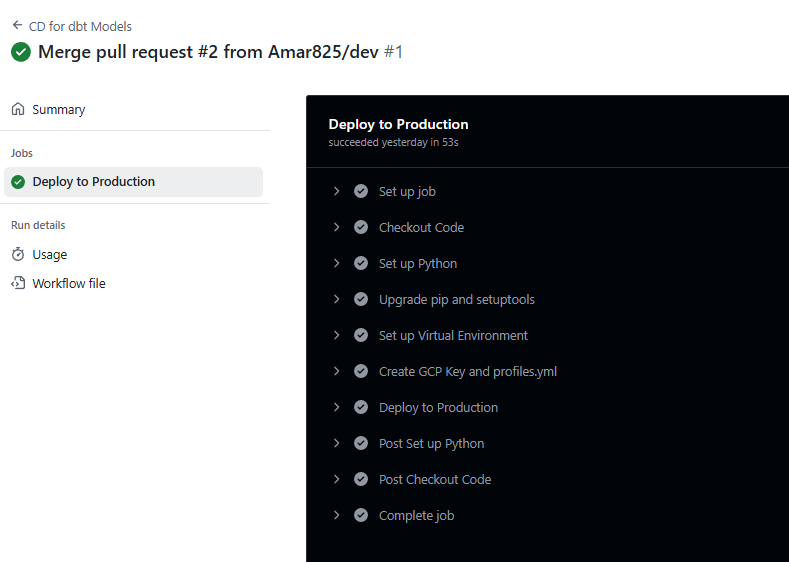 CD for dbt Models
Merge pull request #2 from Amar825/dev #1
Summary
Jobs
Deploy to Production
Run details
Usage
Workflow file
Deploy to Production
succeeded yesterday in 53s
Set up job
Checkout Code
Set up Python
Upgrade pip and setuptools
Set up Virtual Environment
Create GCP Key and profiles.yml
Deploy to Production
Post Set up Python
Post Checkout Code
Complete job